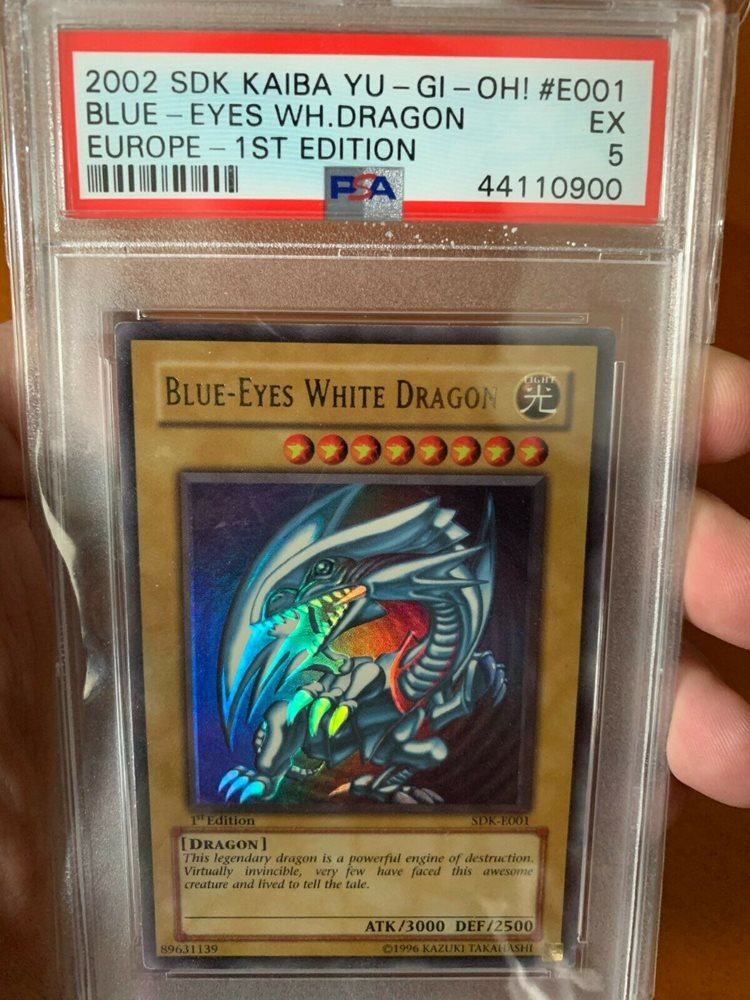 2002 SDK KAIBA YU-GI-OH! #E001
BLUE-EYES WH.DRAGON EX
EUROPE-1ST EDITION 5
PSA 44110900
BLUE-EYES WHITE DRAGON LIGHT 光
1st Edition SDK-E001
[DRAGON]
This legendary dragon is a powerful engine of destruction.
Virtually invincible, very few have faced this awesome
creature and lived to tell the tale.
ATK/3000 DEF/2500
89631139 ©1996 KAZUKI TAKAHASHI